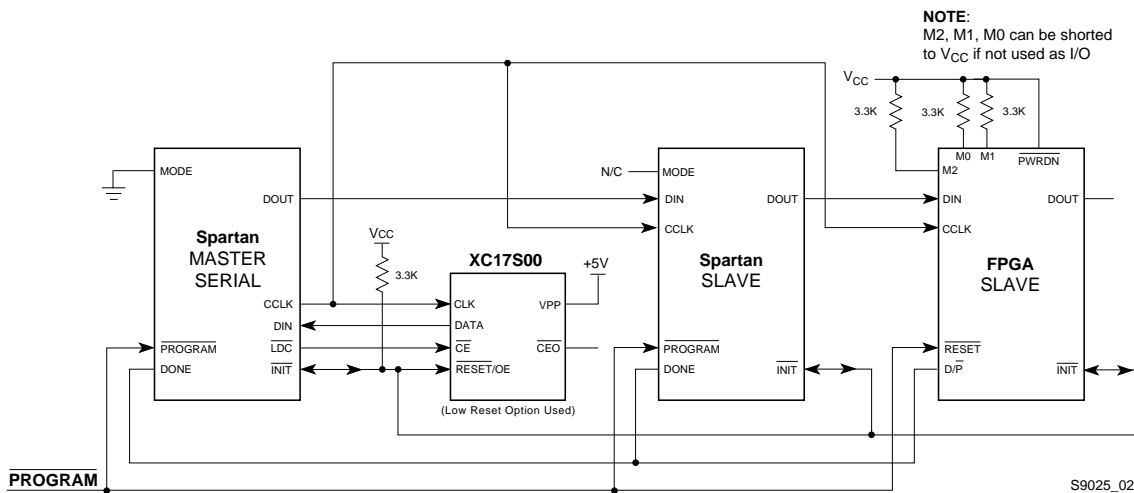 NOTE:
M2, M1, M0 can be shorted
to VCC if not used as I/O
VCC
3.3K
3.3K
3.3K
M0 M1 PWRDN
M2
MODE
DOUT
Spartan
MASTER
SERIAL
CCLK
DIN
PROGRAM
LDC
DONE
INIT
VCC
3.3K
XC17S00
+5V
CLK
VPP
DATA
CE
CEO
RESET/OE
(Low Reset Option Used)
N/C
MODE
DIN
DOUT
CCLK
Spartan
SLAVE
PROGRAM
DONE
INIT
DIN
DOUT
CCLK
FPGA
SLAVE
RESET
D/P
INIT
PROGRAM
S9025_02